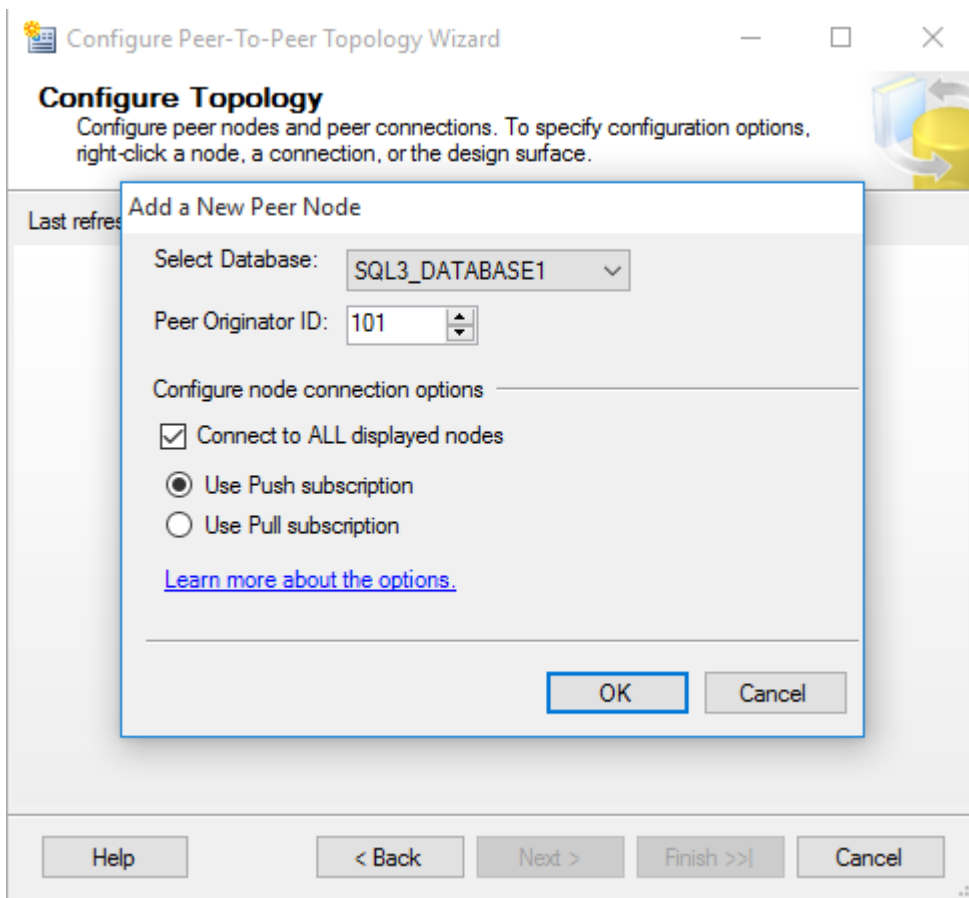 Configure Peer-To-Peer Topology Wizard
Configure Topology
Configure peer nodes and peer connections. To specify configuration options,
right-click a node, a connection, or the design surface.
Last refres
Add a New Peer Node
Select Database: SQL3_DATABASE1
Peer Originator ID: 101
Configure node connection options
Connect to ALL displayed nodes
Use Push subscription
Use Pull subscription
Learn more about the options.
OK Cancel
Help < Back Next > Finish >>| Cancel